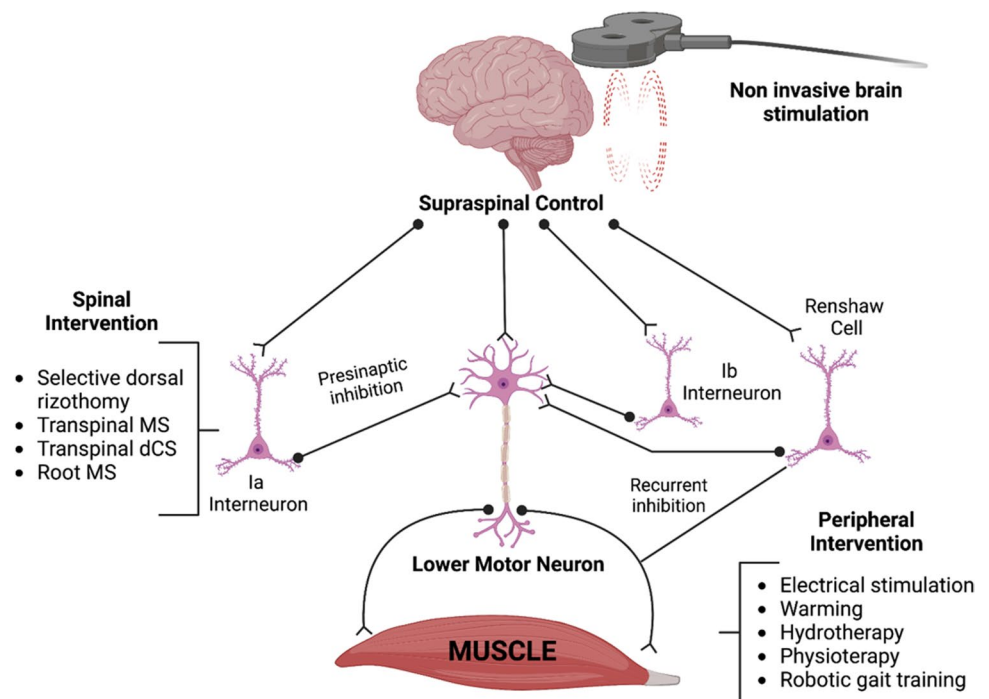 Non invasive brain
stimulation
Supraspinal Control
Spinal
Intervention
• Selective dorsal
rizothomy
• Transpinal MS
• Transpinal dCS
• Root MS
Presinaptic
inhibition
Ia
Interneuron
Ib
Interneuron
Renshaw
Cell
Recurrent
inhibition
Lower Motor Neuron
MUSCLE
Peripheral
Intervention
• Electrical stimulation
• Warming
• Hydrotherapy
• Physioterapy
• Robotic gait training